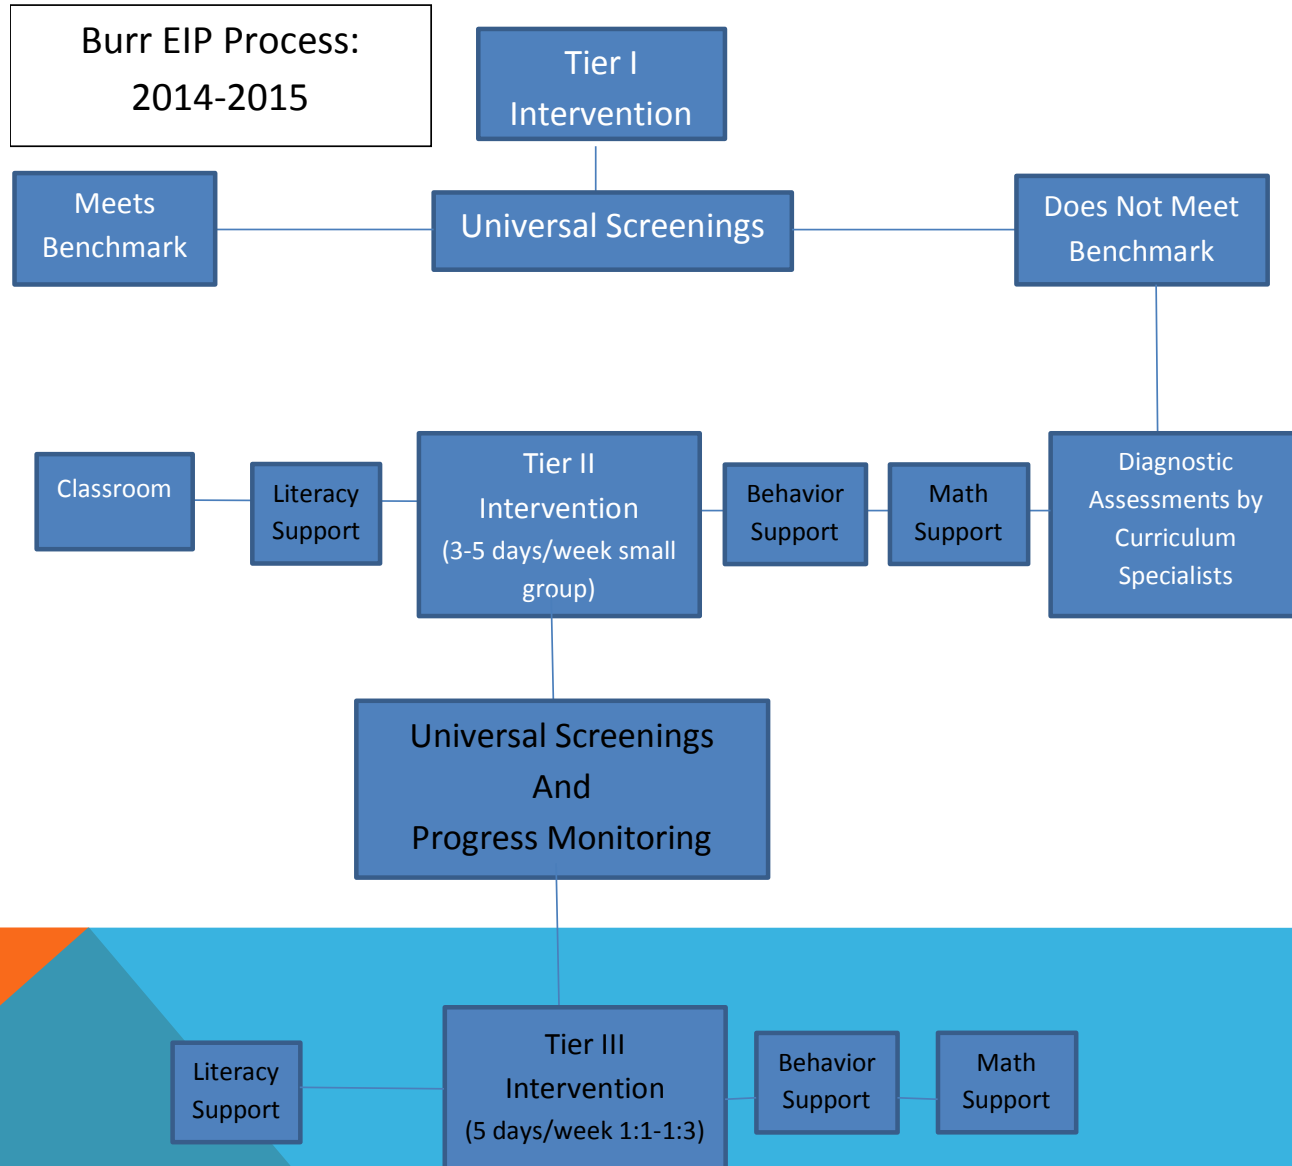 Burr EIP Process:
2014-2015
Tier I
Intervention
Meets
Benchmark
Universal Screenings
Does Not Meet
Benchmark
Classroom
Literacy
Support
Tier II
Intervention
(3-5 days/week small
group)
Behavior
Support
Math
Support
Diagnostic
Assessments by
Curriculum
Specialists
Universal Screenings
And
Progress Monitoring
Literacy
Support
Tier III
Intervention
(5 days/week 1:1-1:3)
Behavior
Support
Math
Support